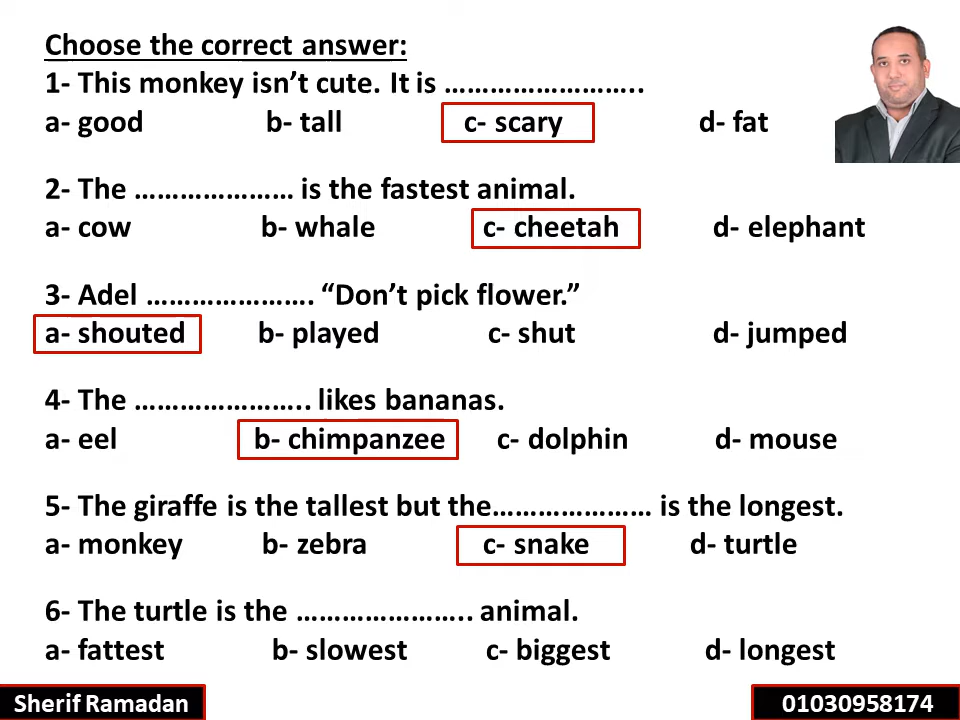 Choose the correct answer:
1- This monkey isn’t cute. It is ……………………..
a- good b- tall c- scary d- fat
2- The ………………… is the fastest animal.
a- cow b- whale c- cheetah d- elephant
3- Adel …………………. “Don’t pick flower.”
a- shouted b- played c- shut d- jumped
4- The ………………….. likes bananas.
a- eel b- chimpanzee c- dolphin d- mouse
5- The giraffe is the tallest but the………………… is the longest.
a- monkey b- zebra c- snake d- turtle
6- The turtle is the ………………….. animal.
a- fattest b- slowest c- biggest d- longest
Sherif Ramadan 01030958174